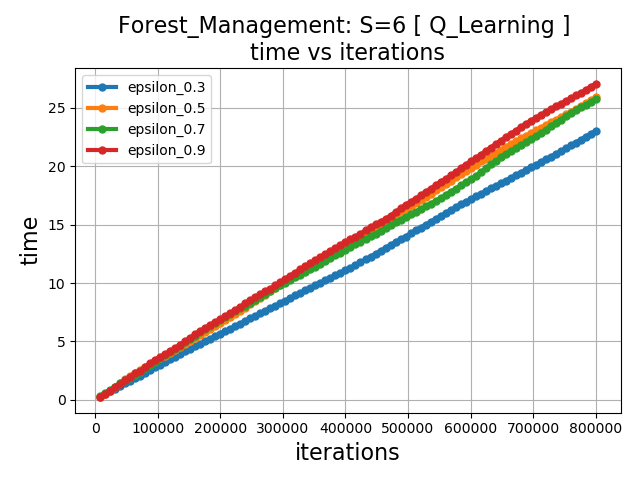 Forest_Management: S=6 [ Q_Learning ]
time vs iterations
epsilon_0.3
epsilon_0.5
epsilon_0.7
epsilon_0.9
25
20
15
10
5
0
time
0 100000 200000 300000 400000 500000 600000 700000 800000
iterations